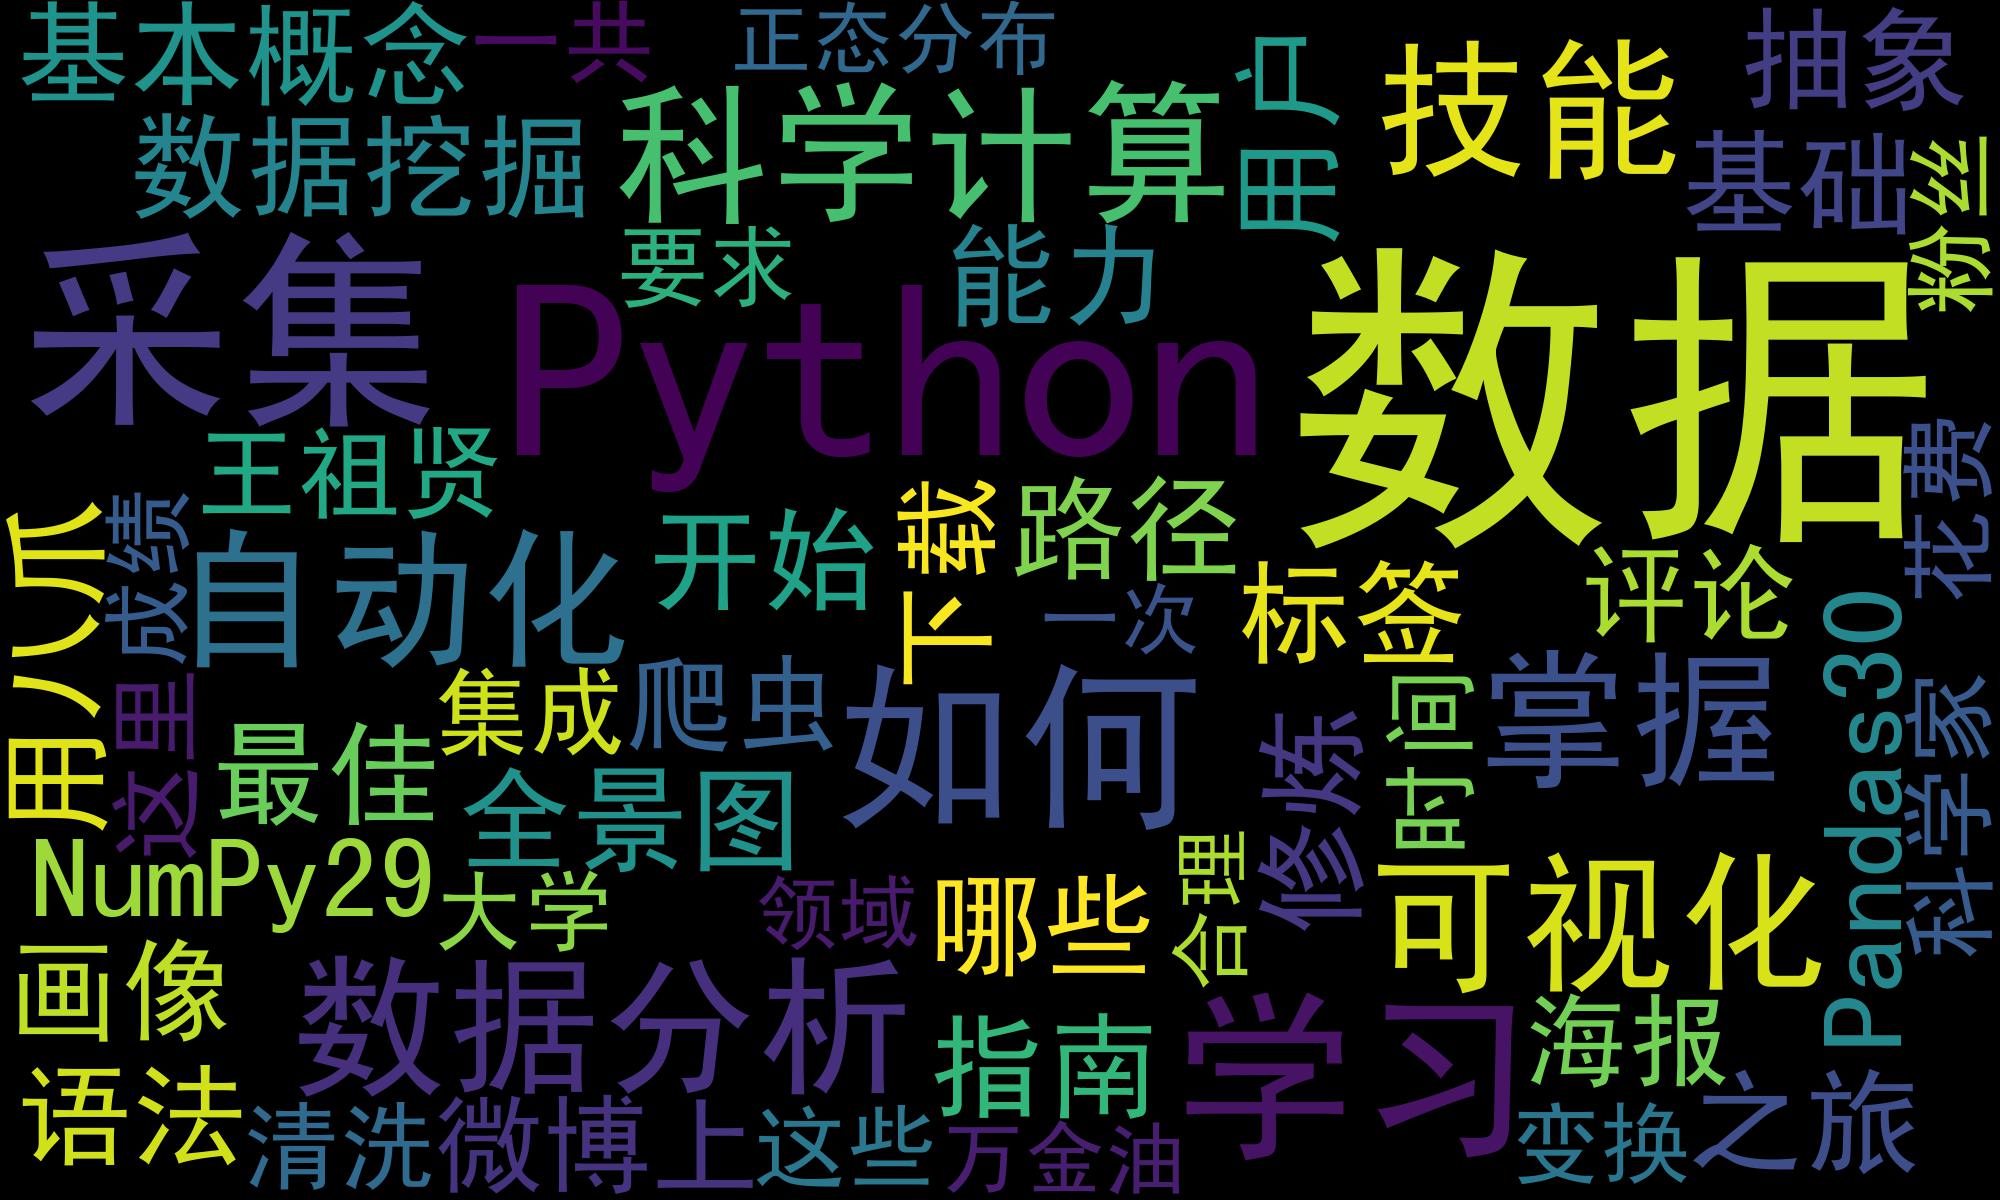 基本概念
一共
正态分布
用户
技能
抽象
数据挖掘
科学计算
基础
粉丝
采集
要求
能力
Python
数据
王祖贤
花费
用八爪
成绩
自动化
开始
下载
路径
一次
标签
评论
Pandas30
这里
集成
爬虫
如何
修炼
时间
掌握
科学家
最佳
全景图
NumPy29
大学
领域
哪些
合理
可视化
画像
数据分析
指南
学习
海报
语法
清洗
微博上
这些
万金油
变换
之旅